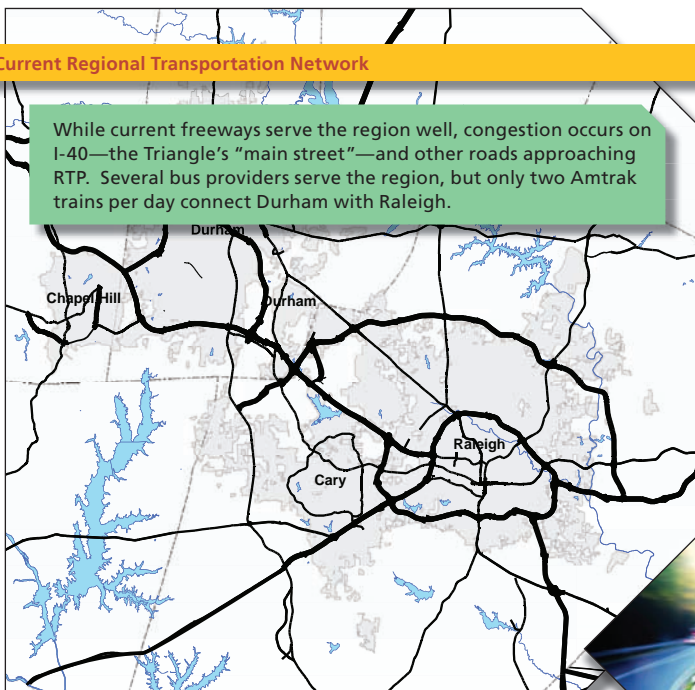 Current Regional Transportation Network
While current freeways serve the region well, congestion occurs on
I-40—the Triangle’s “main street”—and other roads approaching
RTP. Several bus providers serve the region, but only two Amtrak
trains per day connect Durham with Raleigh.
Durham
Chapel Hill
Durham
Raleigh
Cary